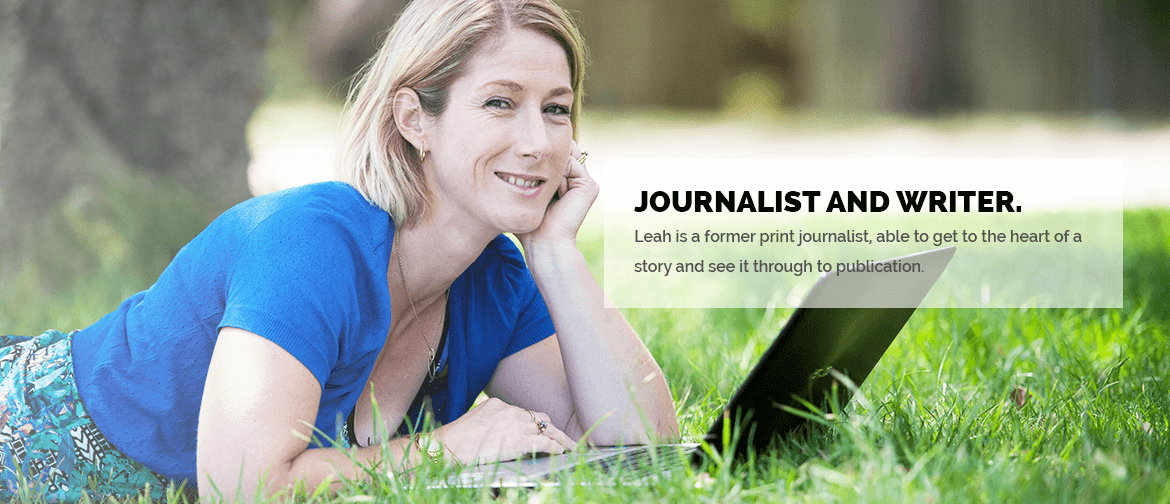 JOURNALIST AND WRITER.
Leah is a former print journalist, able to get to the heart of a
story and see it through to publication.